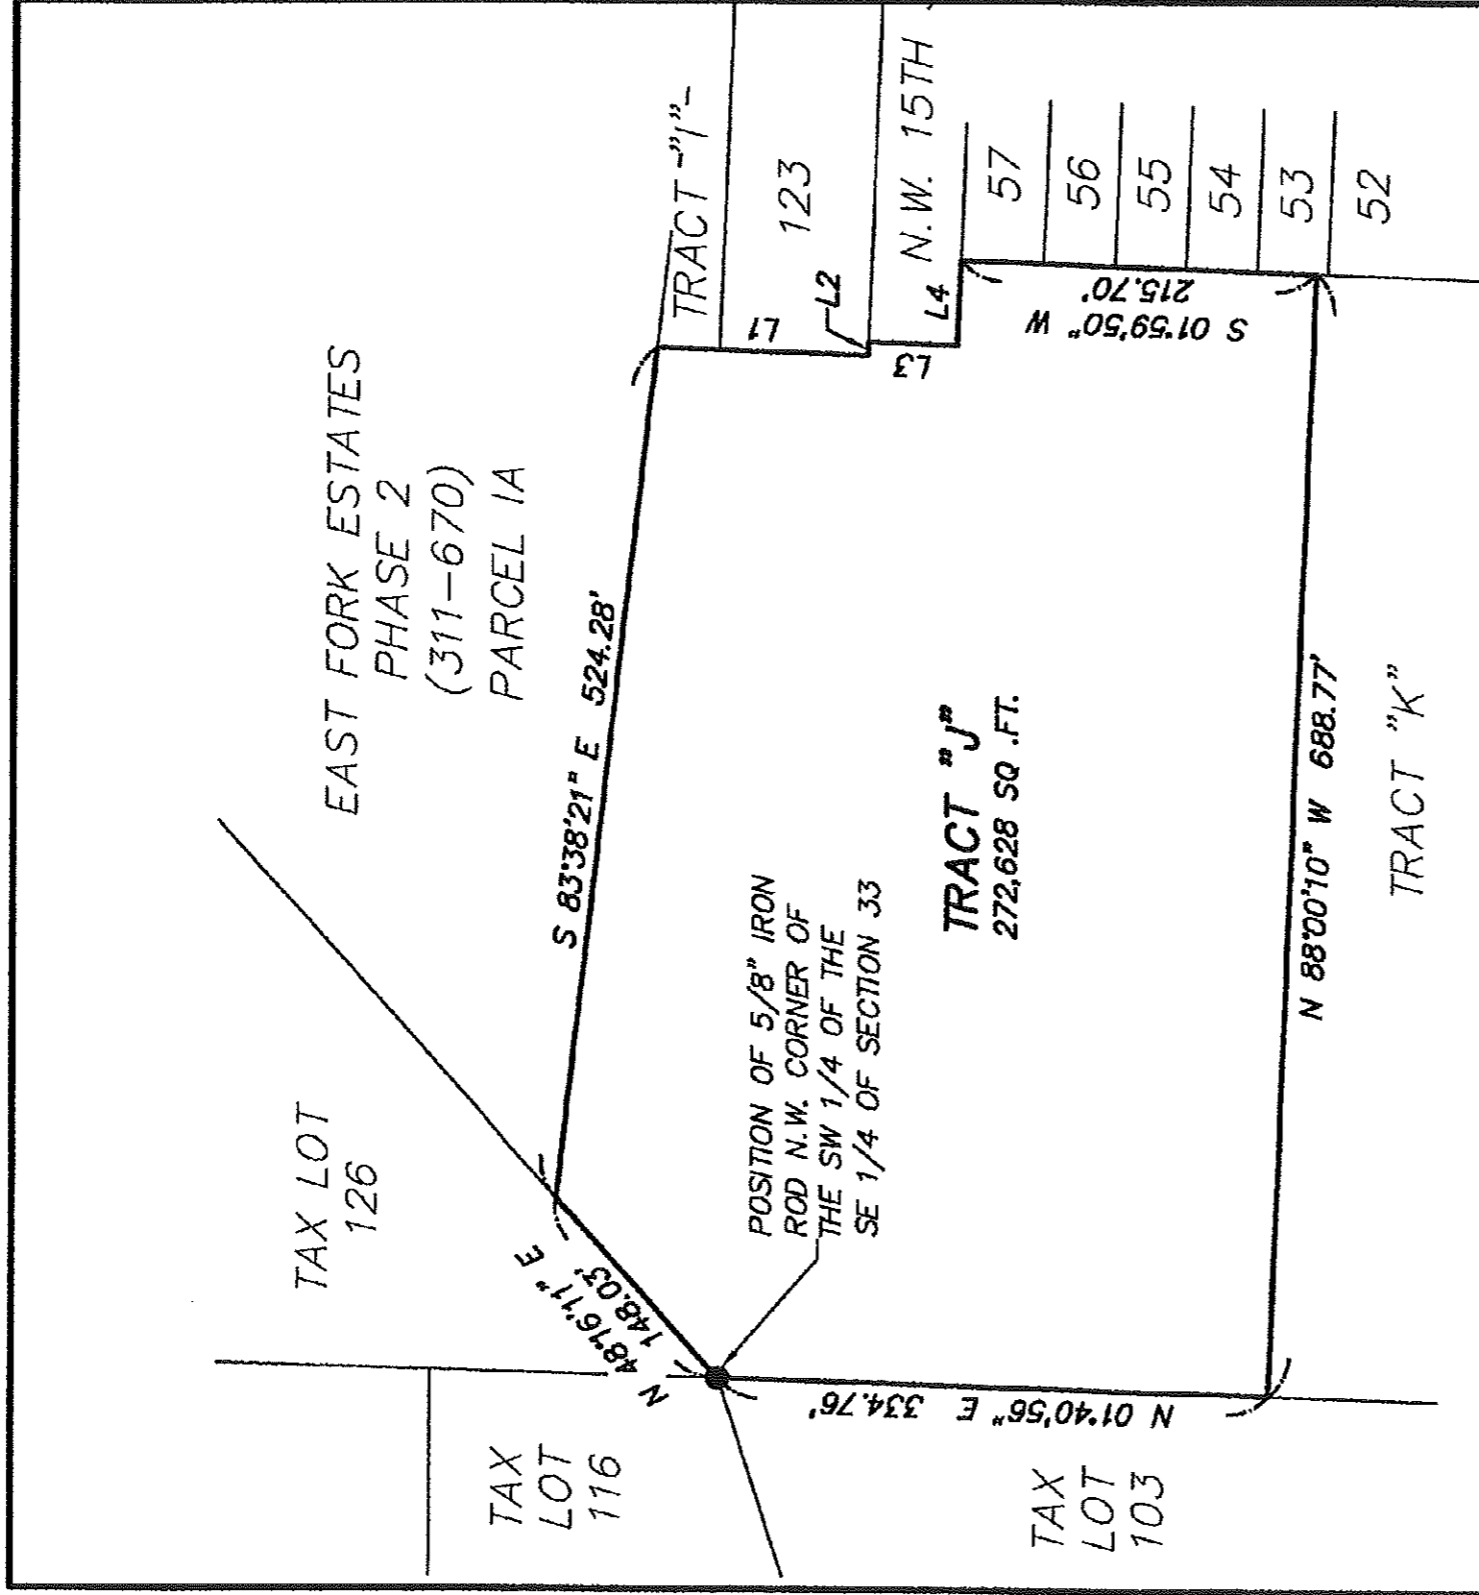 EAST FORK ESTATES
PHASE 2
(311-670)
PARCEL 1A
TRACT -"I"-
123
N.W. 15TH
L1
L2
L3
L4
57
56
55
54
53
52
S 01°59'50" W
215.70'
TAX LOT
126
S 83°38'21" E 524.28'
N 48°16'11" E
148.03'
POSITION OF 5/8" IRON
ROD N.W. CORNER OF
THE SW 1/4 OF THE
SE 1/4 OF SECTION 33
TRACT "J"
272,628 SQ .FT.
TAX
LOT
116
N 01°40'56" E 334.76'
TAX
LOT
103
N 88°00'10" W 688.77'
TRACT "K"